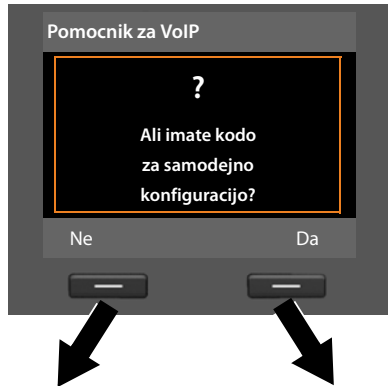 Pomocnik za VoIP
?
Ali imate kodo
za samodejno
konfiguracijo?
Ne Da